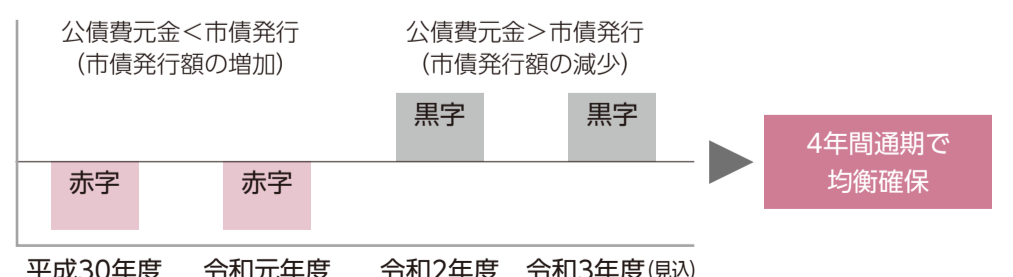 公債費元金＜市債発行
（市債発行額の増加）
公債費元金＞市債発行
（市債発行額の減少）
赤字
赤字
黒字
黒字
4年間通期で
均衡確保
平成30年度
令和元年度
令和2年度
令和3年度(見込)